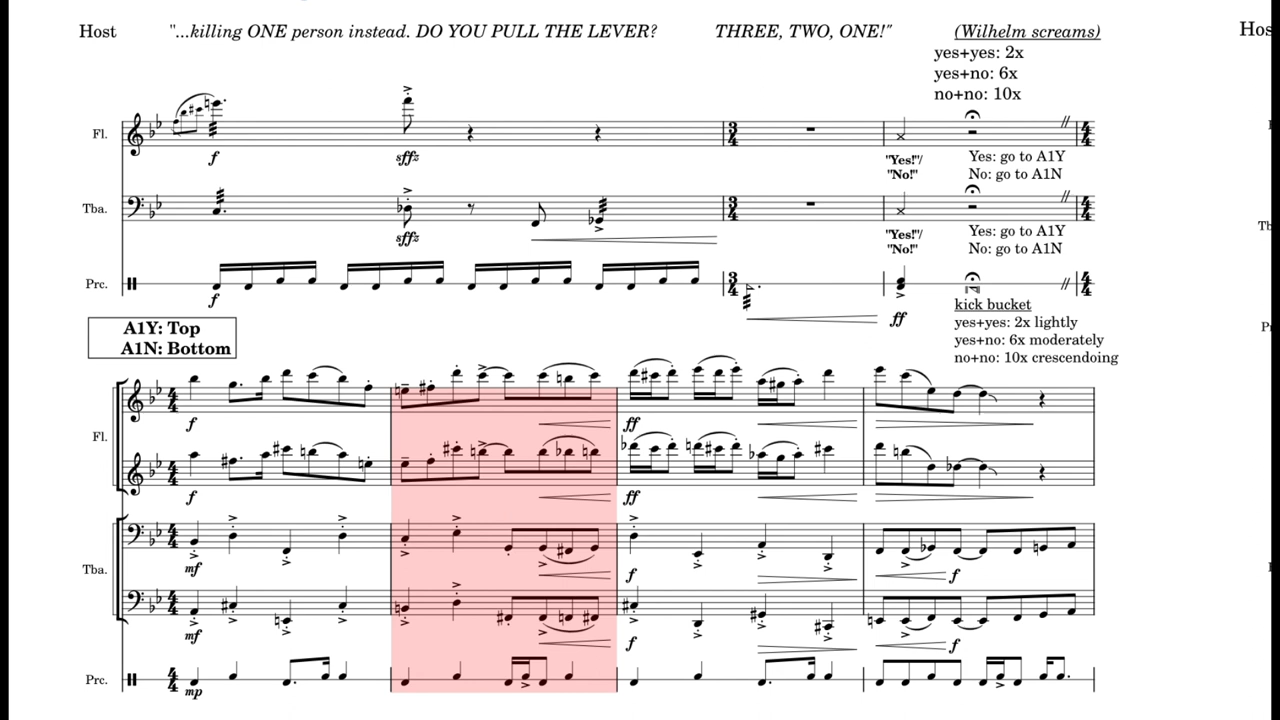 Host "...killing ONE person instead. DO YOU PULL THE LEVER? THREE, TWO, ONE!" (Wilhelm screams) Hos
yes+yes: 2x
yes+no: 6x
no+no: 10x
Fl.
f sffz
"Yes!"/ Yes: go to A1Y
"No!" No: go to A1N
Tba.
sffz
"Yes!"/ Yes: go to A1Y
"No!" No: go to A1N
Prc.
f ff
kick bucket
yes+yes: 2x lightly
yes+no: 6x moderately
no+no: 10x crescendoing
A1Y: Top
A1N: Bottom
f ff
Fl.
f ff
mf f f
Tba.
mf f f
Prc.
mp